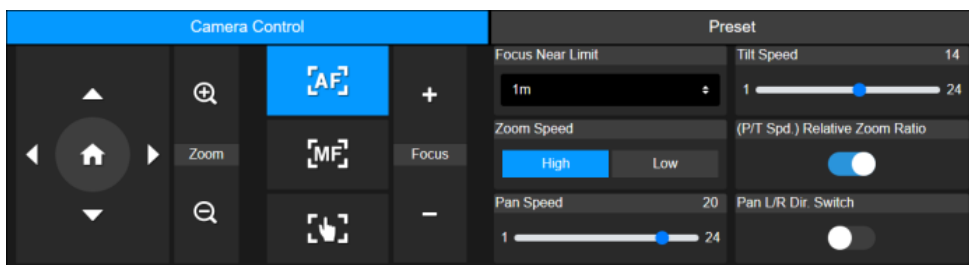 Camera Control
Preset
AF
MF
Zoom
Focus
Focus Near Limit
1m
Tilt Speed 14
1 24
Zoom Speed
High Low
(P/T Spd.) Relative Zoom Ratio
Pan Speed 20
1 24
Pan L/R Dir. Switch